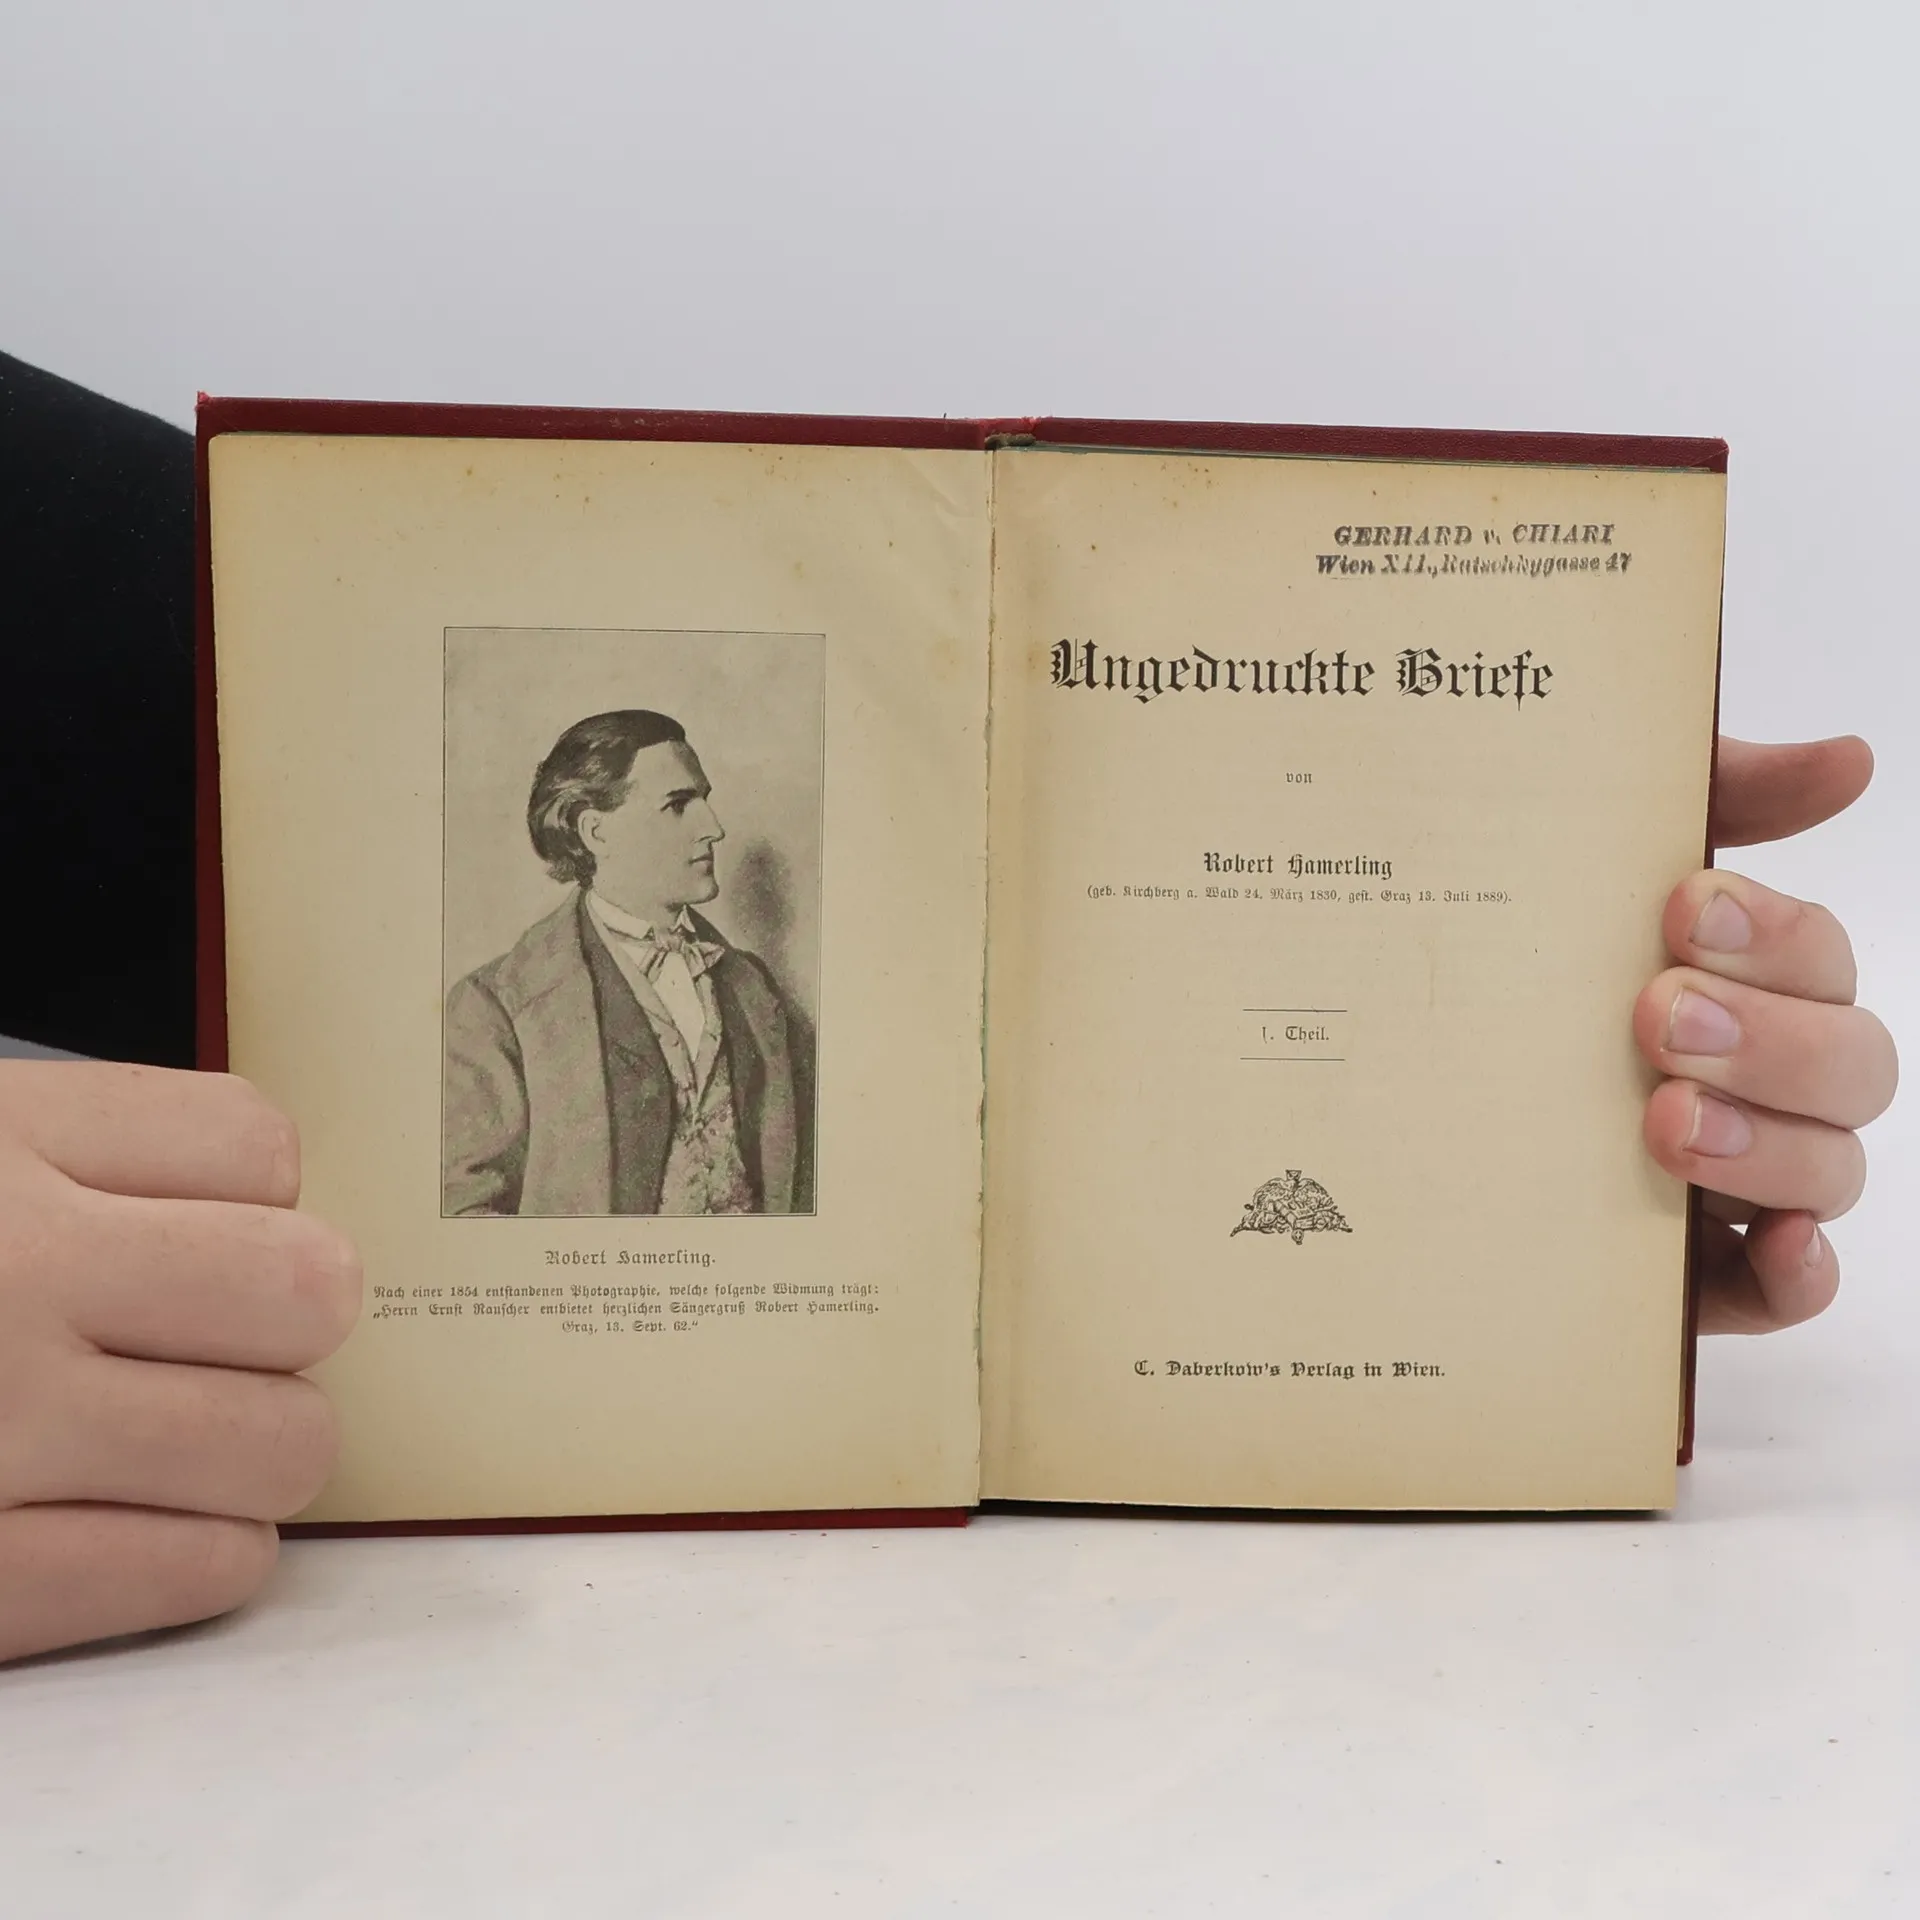 Robert Hamerling.
Nach einer 1854 entstandenen Photographie, welche folgende Widmung trägt:
„Herrn Ernst Rauscher entbietet herzlichen Sängergruß Robert Hamerling.
Graz, 13. Sept. 62.“
GERHARD v. CHIARI
Wien XII., Ratschkygasse 47
Ungedruckte Briefe
von
Robert Hamerling
(geb. Kirchberg a. Wald 24. März 1830, gest. Graz 13. Juli 1889).
I. Theil.
C. Daberkow's Verlag in Wien.